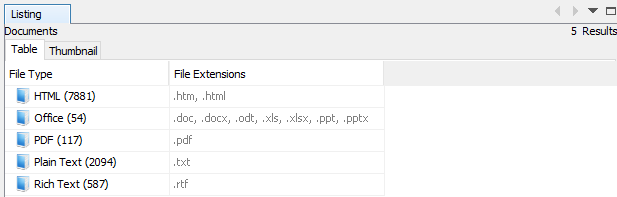 Listing
Documents 5 Results
Table Thumbnail
File Type File Extensions
HTML (7881) .htm, .html
Office (54) .doc, .docx, .odt, .xls, .xlsx, .ppt, .pptx
PDF (117) .pdf
Plain Text (2094) .txt
Rich Text (587) .rtf